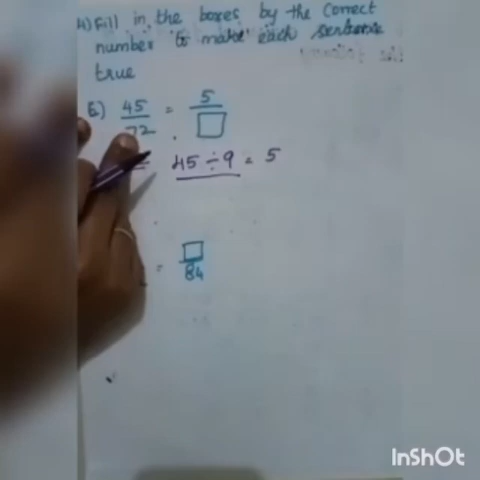 4) Fill in the boxes by the correct
number to make each sentence
true
45/72 = 5/□
45 ÷ 9 = 5
= □/84
InShOt